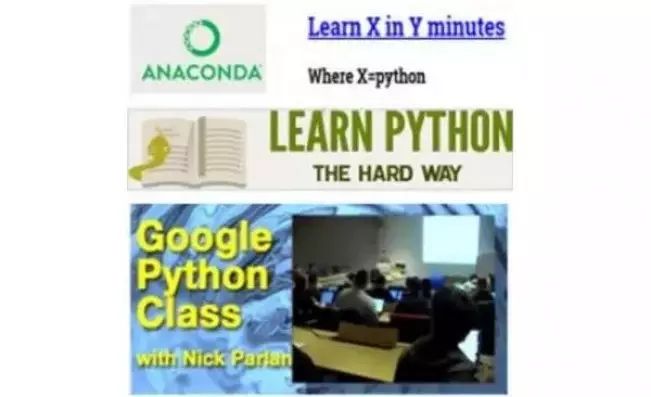 ANACONDA
Learn X in Y minutes
Where X=python
LEARN PYTHON
THE HARD WAY
Google
Python
Class
with Nick Parlan